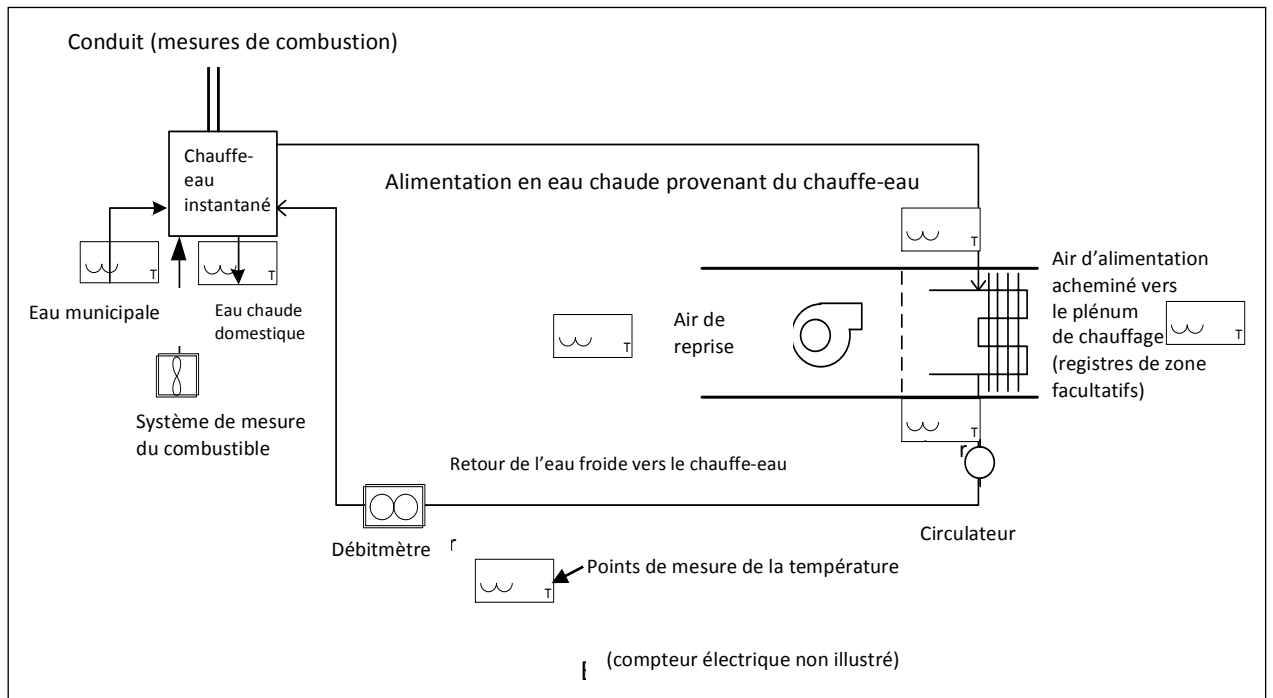 Conduit (mesures de combustion)
Chauffe-
eau
instantané
Alimentation en eau chaude provenant du chauffe-eau
T
T
T
Eau municipale
Eau chaude
domestique
Air d’alimentation
acheminé vers
le plénum
de chauffage
(registres de zone
facultatifs)
T
Air de
reprise
T
Système de mesure
du combustible
T
r
Retour de l’eau froide vers le chauffe-eau
Circulateur
Débitmètre
r
Points de mesure de la température
T
(compteur électrique non illustré)